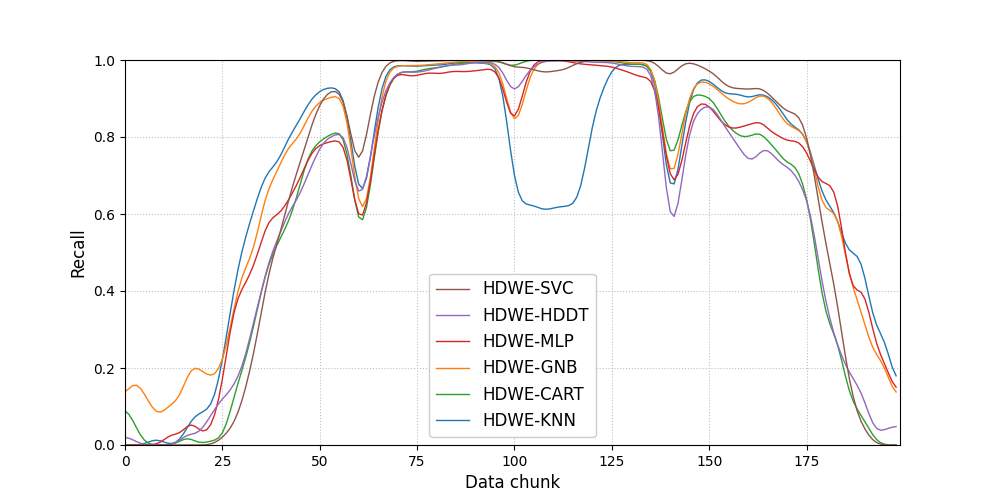 1.0
0.8
0.6
0.4
0.2
0.0
Recall
HDWE-SVC
HDWE-HDDT
HDWE-MLP
HDWE-GNB
HDWE-CART
HDWE-KNN
0 25 50 75 100 125 150 175
Data chunk